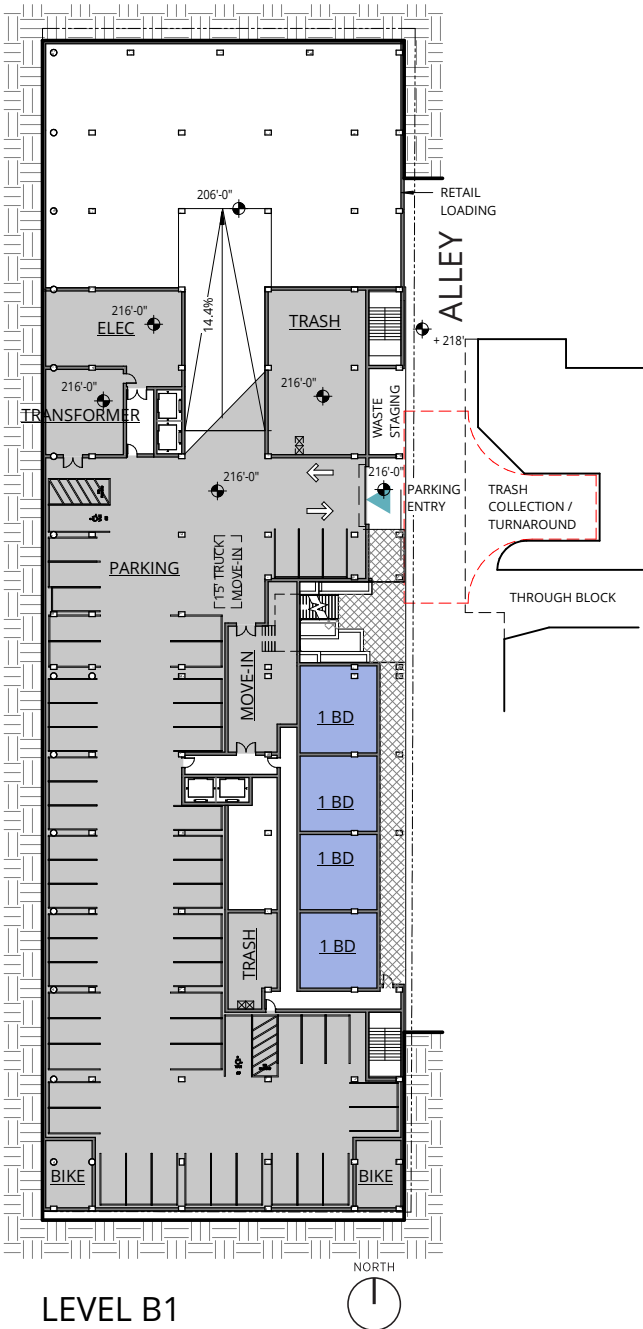 206'-0"
RETAIL
LOADING
ALLEY
14.4%
216'-0"
ELEC
TRASH
+ 218'
216'-0"
TRANSFORMER
216'-0"
WASTE
STAGING
216'-0"
216'-0"
PARKING
ENTRY
TRASH
COLLECTION /
TURNAROUND
PARKING
15' TRUCK
MOVE-IN
THROUGH BLOCK
MOVE-IN
1 BD
1 BD
1 BD
1 BD
TRASH
BIKE
BIKE
NORTH
LEVEL B1